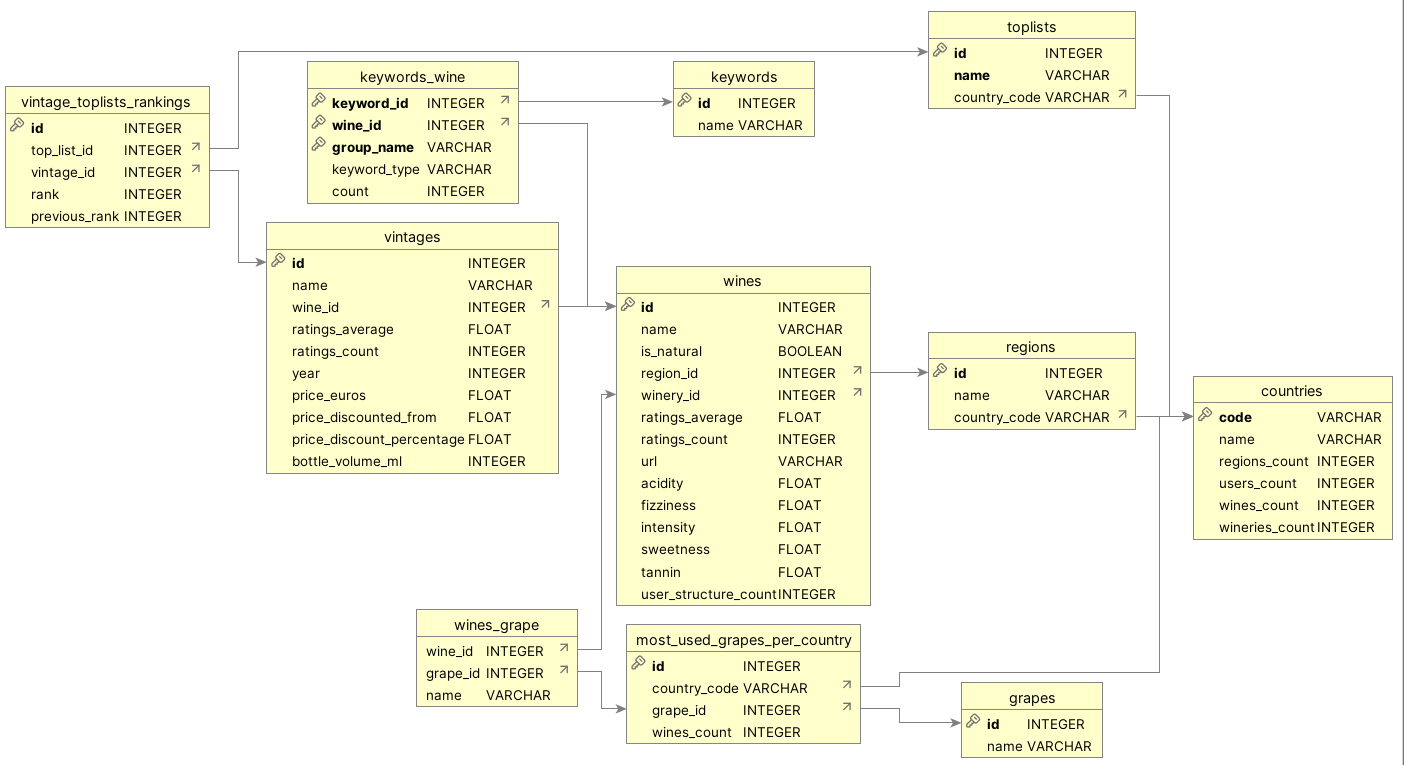 toplists
id INTEGER
name VARCHAR
country_code VARCHAR
keywords_wine
keyword_id INTEGER
wine_id INTEGER
group_name VARCHAR
keyword_type VARCHAR
count INTEGER
keywords
id INTEGER
name VARCHAR
vintage_toplists_rankings
id INTEGER
top_list_id INTEGER
vintage_id INTEGER
rank INTEGER
previous_rank INTEGER
vintages
id INTEGER
name VARCHAR
wine_id INTEGER
ratings_average FLOAT
ratings_count INTEGER
year INTEGER
price_euros FLOAT
price_discounted_from FLOAT
price_discount_percentage FLOAT
bottle_volume_ml INTEGER
wines
id INTEGER
name VARCHAR
is_natural BOOLEAN
region_id INTEGER
winery_id INTEGER
ratings_average FLOAT
ratings_count INTEGER
url VARCHAR
acidity FLOAT
fizziness FLOAT
intensity FLOAT
sweetness FLOAT
tannin FLOAT
user_structure_count INTEGER
regions
id INTEGER
name VARCHAR
country_code VARCHAR
countries
code VARCHAR
name VARCHAR
regions_count INTEGER
users_count INTEGER
wines_count INTEGER
wineries_count INTEGER
wines_grape
wine_id INTEGER
grape_id INTEGER
name VARCHAR
most_used_grapes_per_country
id INTEGER
country_code VARCHAR
grape_id INTEGER
wines_count INTEGER
grapes
id INTEGER
name VARCHAR